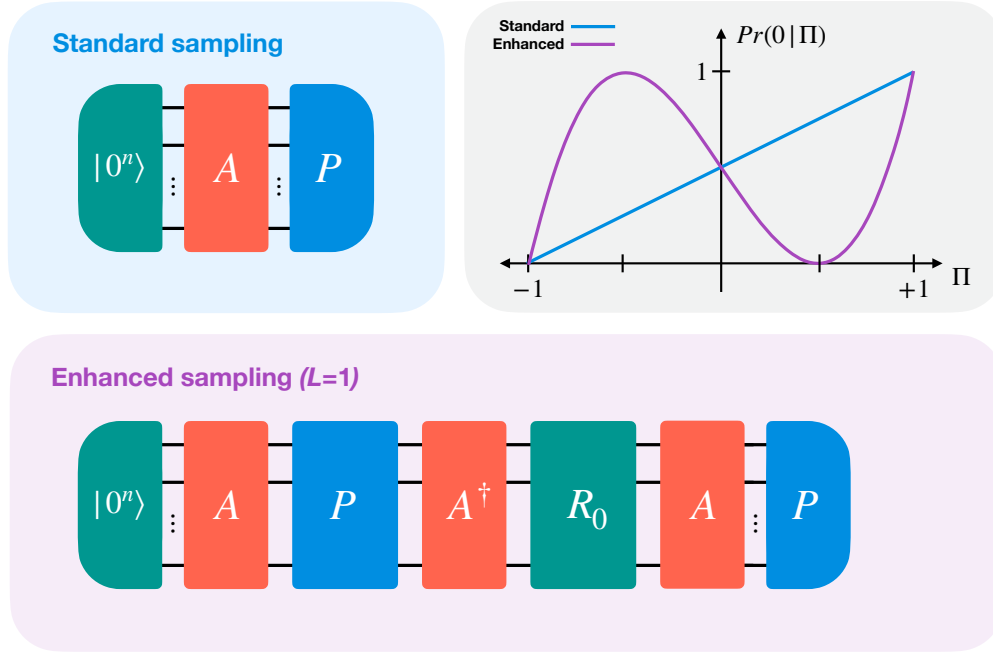 Standard sampling
|0ⁿ⟩ A P
⋮ ⋮
Standard
Enhanced
Pr(0|Π)
1
−1 +1 Π
Enhanced sampling (L=1)
|0ⁿ⟩ A P A† R₀ A P
⋮ ⋮